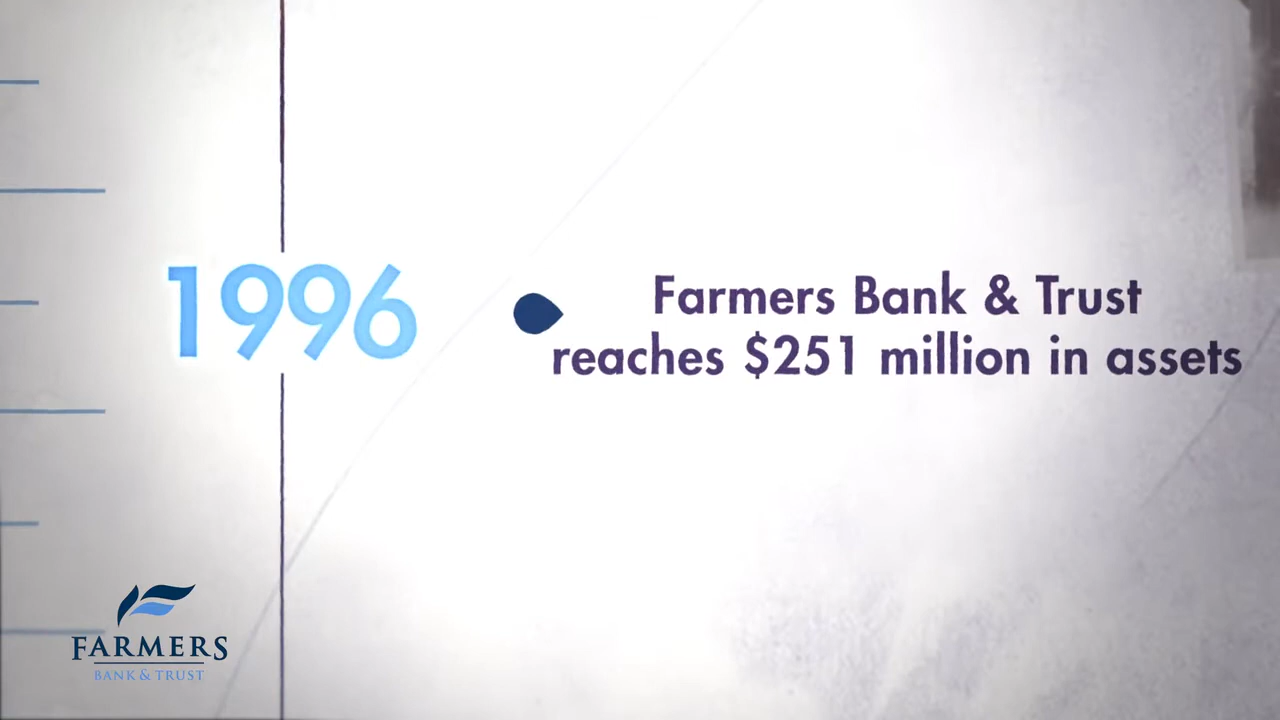 1996
Farmers Bank & Trust
reaches $251 million in assets
FARMERS
BANK & TRUST